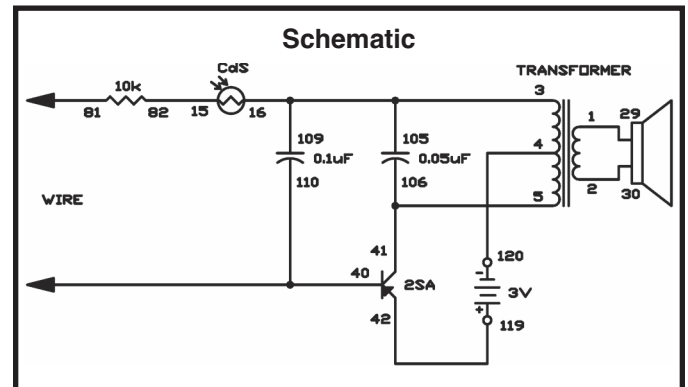 Schematic
CdS
TRANSFORMER
10k
3
81
82
15
16
1
29
109
105
4
0.1uF
0.05uF
110
106
WIRE
5
2
30
41
120
40
2SA
-
3V
42
+
119